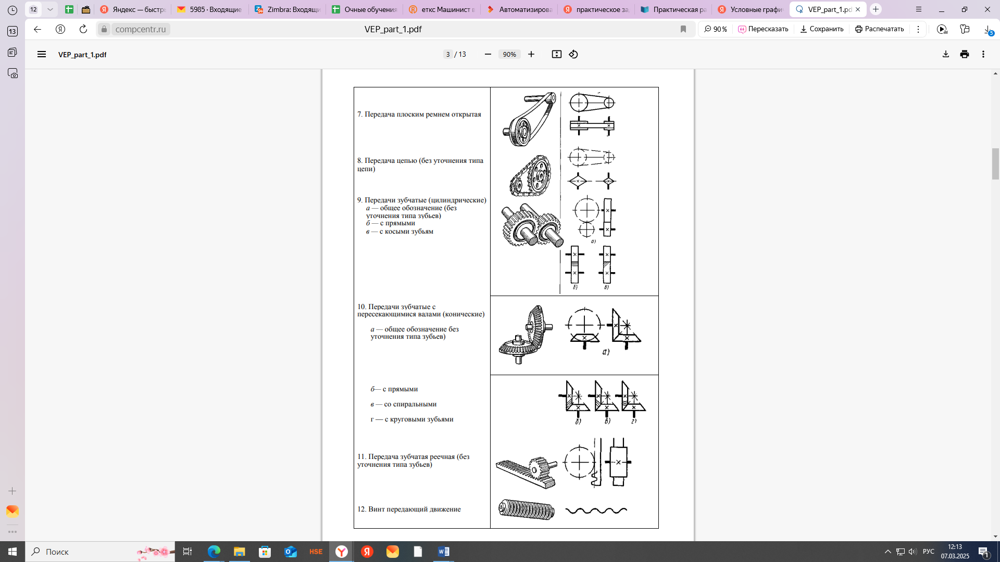 12
Яндекс — быстры
5985 · Входящие
Zimbra: Входящи
Очные обучения
еткс Машинист в
Автоматизирова
практическое за
Практическая ра
Условные графич
VEP_part_1.pd
13
compcentr.ru
VEP_part_1.pdf
90%
Пересказать
Сохранить
Распечатать
5
VEP_part_1.pdf
3 / 13
90%
7. Передача плоским ремнем открытая
8. Передача цепью (без уточнения типа
цепи)
9. Передачи зубчатые (цилиндрические)
а — общее обозначение (без
уточнения типа зубьев)
б — с прямыми
в — с косыми зубьям
а)
б)
в)
10. Передачи зубчатые с
пересекающимися валами (конические)
а — общее обозначение без
уточнения типа зубьев)
а)
б— с прямыми
в — со спиральными
г — с круговыми зубьями
б)
в)
г)
11. Передача зубчатая реечная (без
уточнения типа зубьев)
12. Винт передающий движение
Поиск
HSE
РУС
12:13
07.03.2025
1